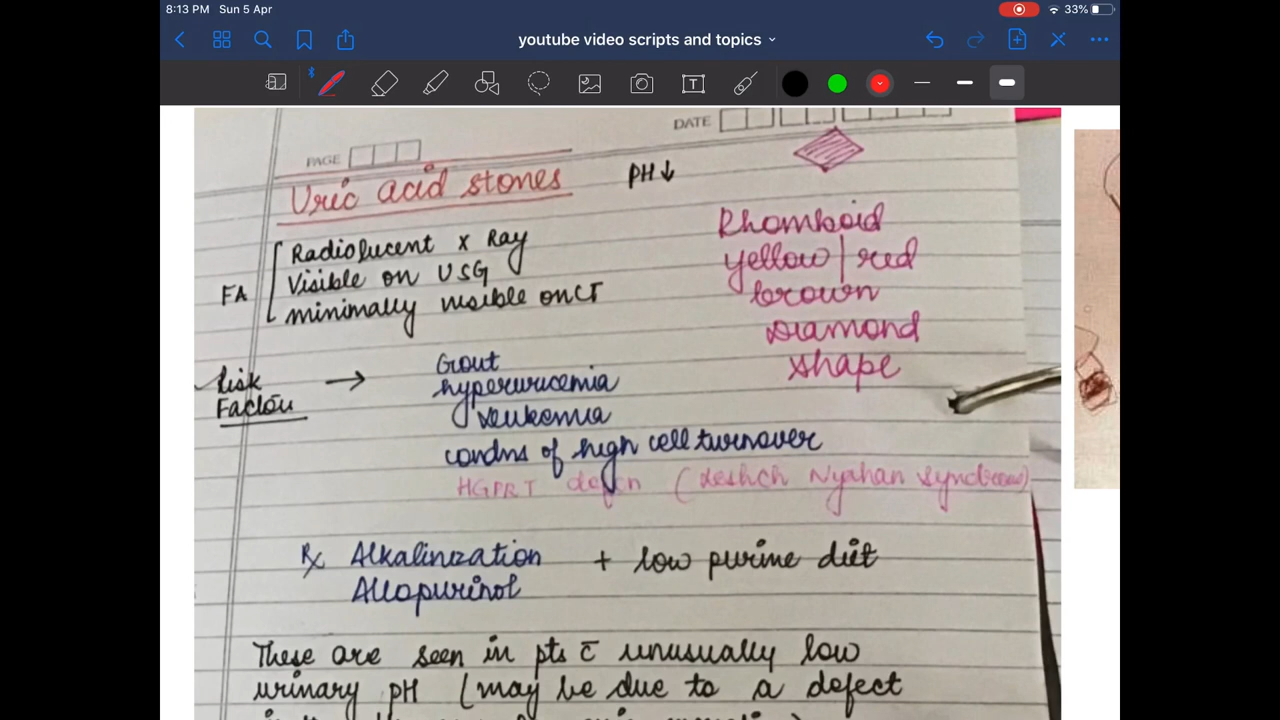 8:13 PM Sun 5 Apr
33%
youtube video scripts and topics
T
DATE
PAGE
Uric acid stones
PH↓
Rhomboid
yellow | red
brown
Diamond
shape
FA
Radiolucent x Ray
Visible on USG
minimally visible on CT
Risk
Factou
→
Gout
hyperuricemia
leukemia
condns of high cell turnover
HGPRT defcn (Leshch Nyahan syndrome)
Rx Alkalinization + low purine diet
Allopurinol
These are seen in pts c̅ unusually low
urinary pH (may be due to a defect